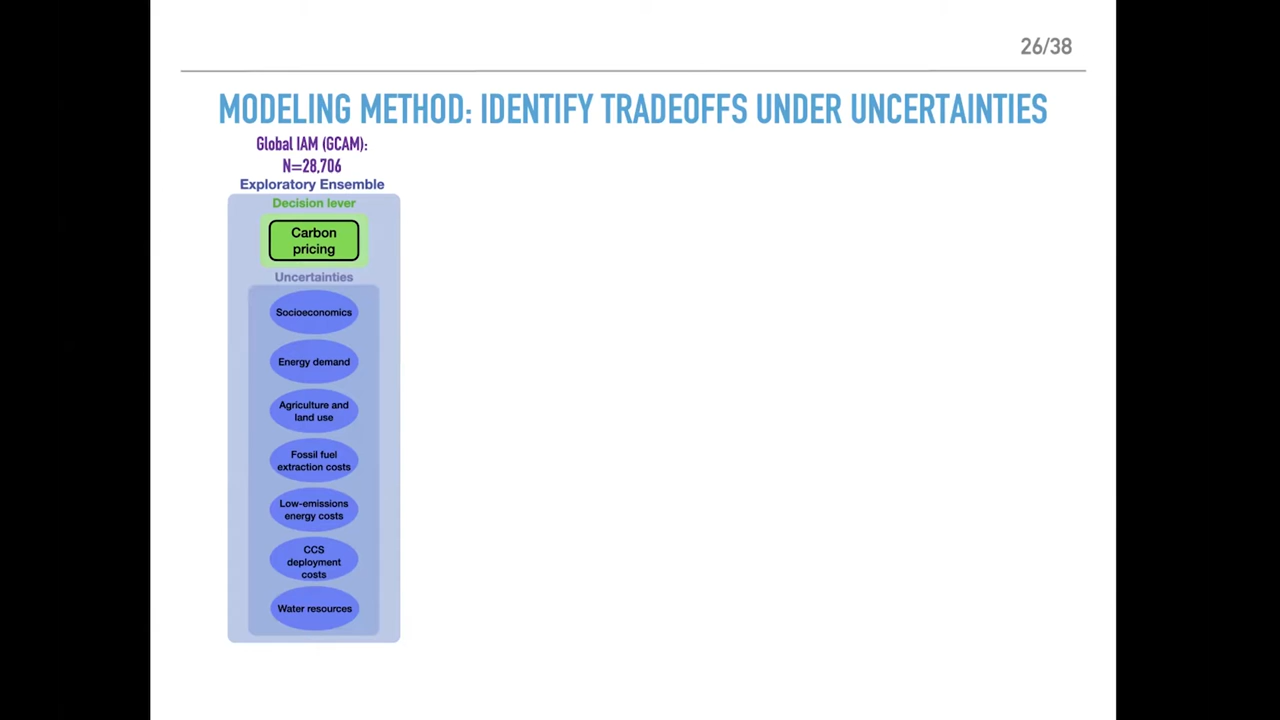 26/38
MODELING METHOD: IDENTIFY TRADEOFFS UNDER UNCERTAINTIES
Global IAM (GCAM):
N=28,706
Exploratory Ensemble
Decision lever
Carbon
pricing
Uncertainties
Socioeconomics
Energy demand
Agriculture and
land use
Fossil fuel
extraction costs
Low-emissions
energy costs
CCS
deployment
costs
Water resources